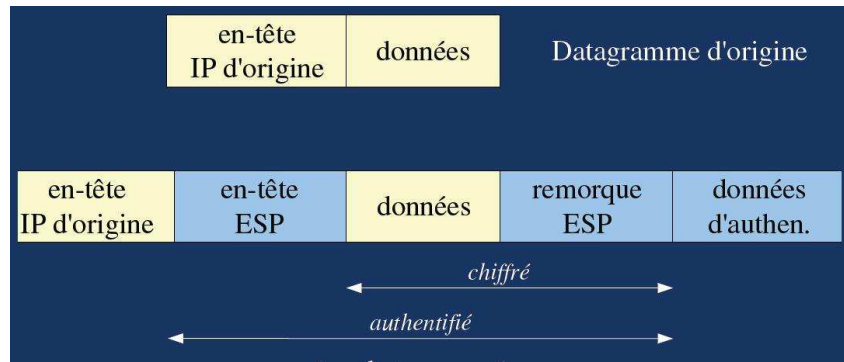 en-tête
IP d'origine
données
Datagramme d'origine
en-tête
IP d'origine
en-tête
ESP
données
remorque
ESP
données
d'authen.
chiffré
authentifié